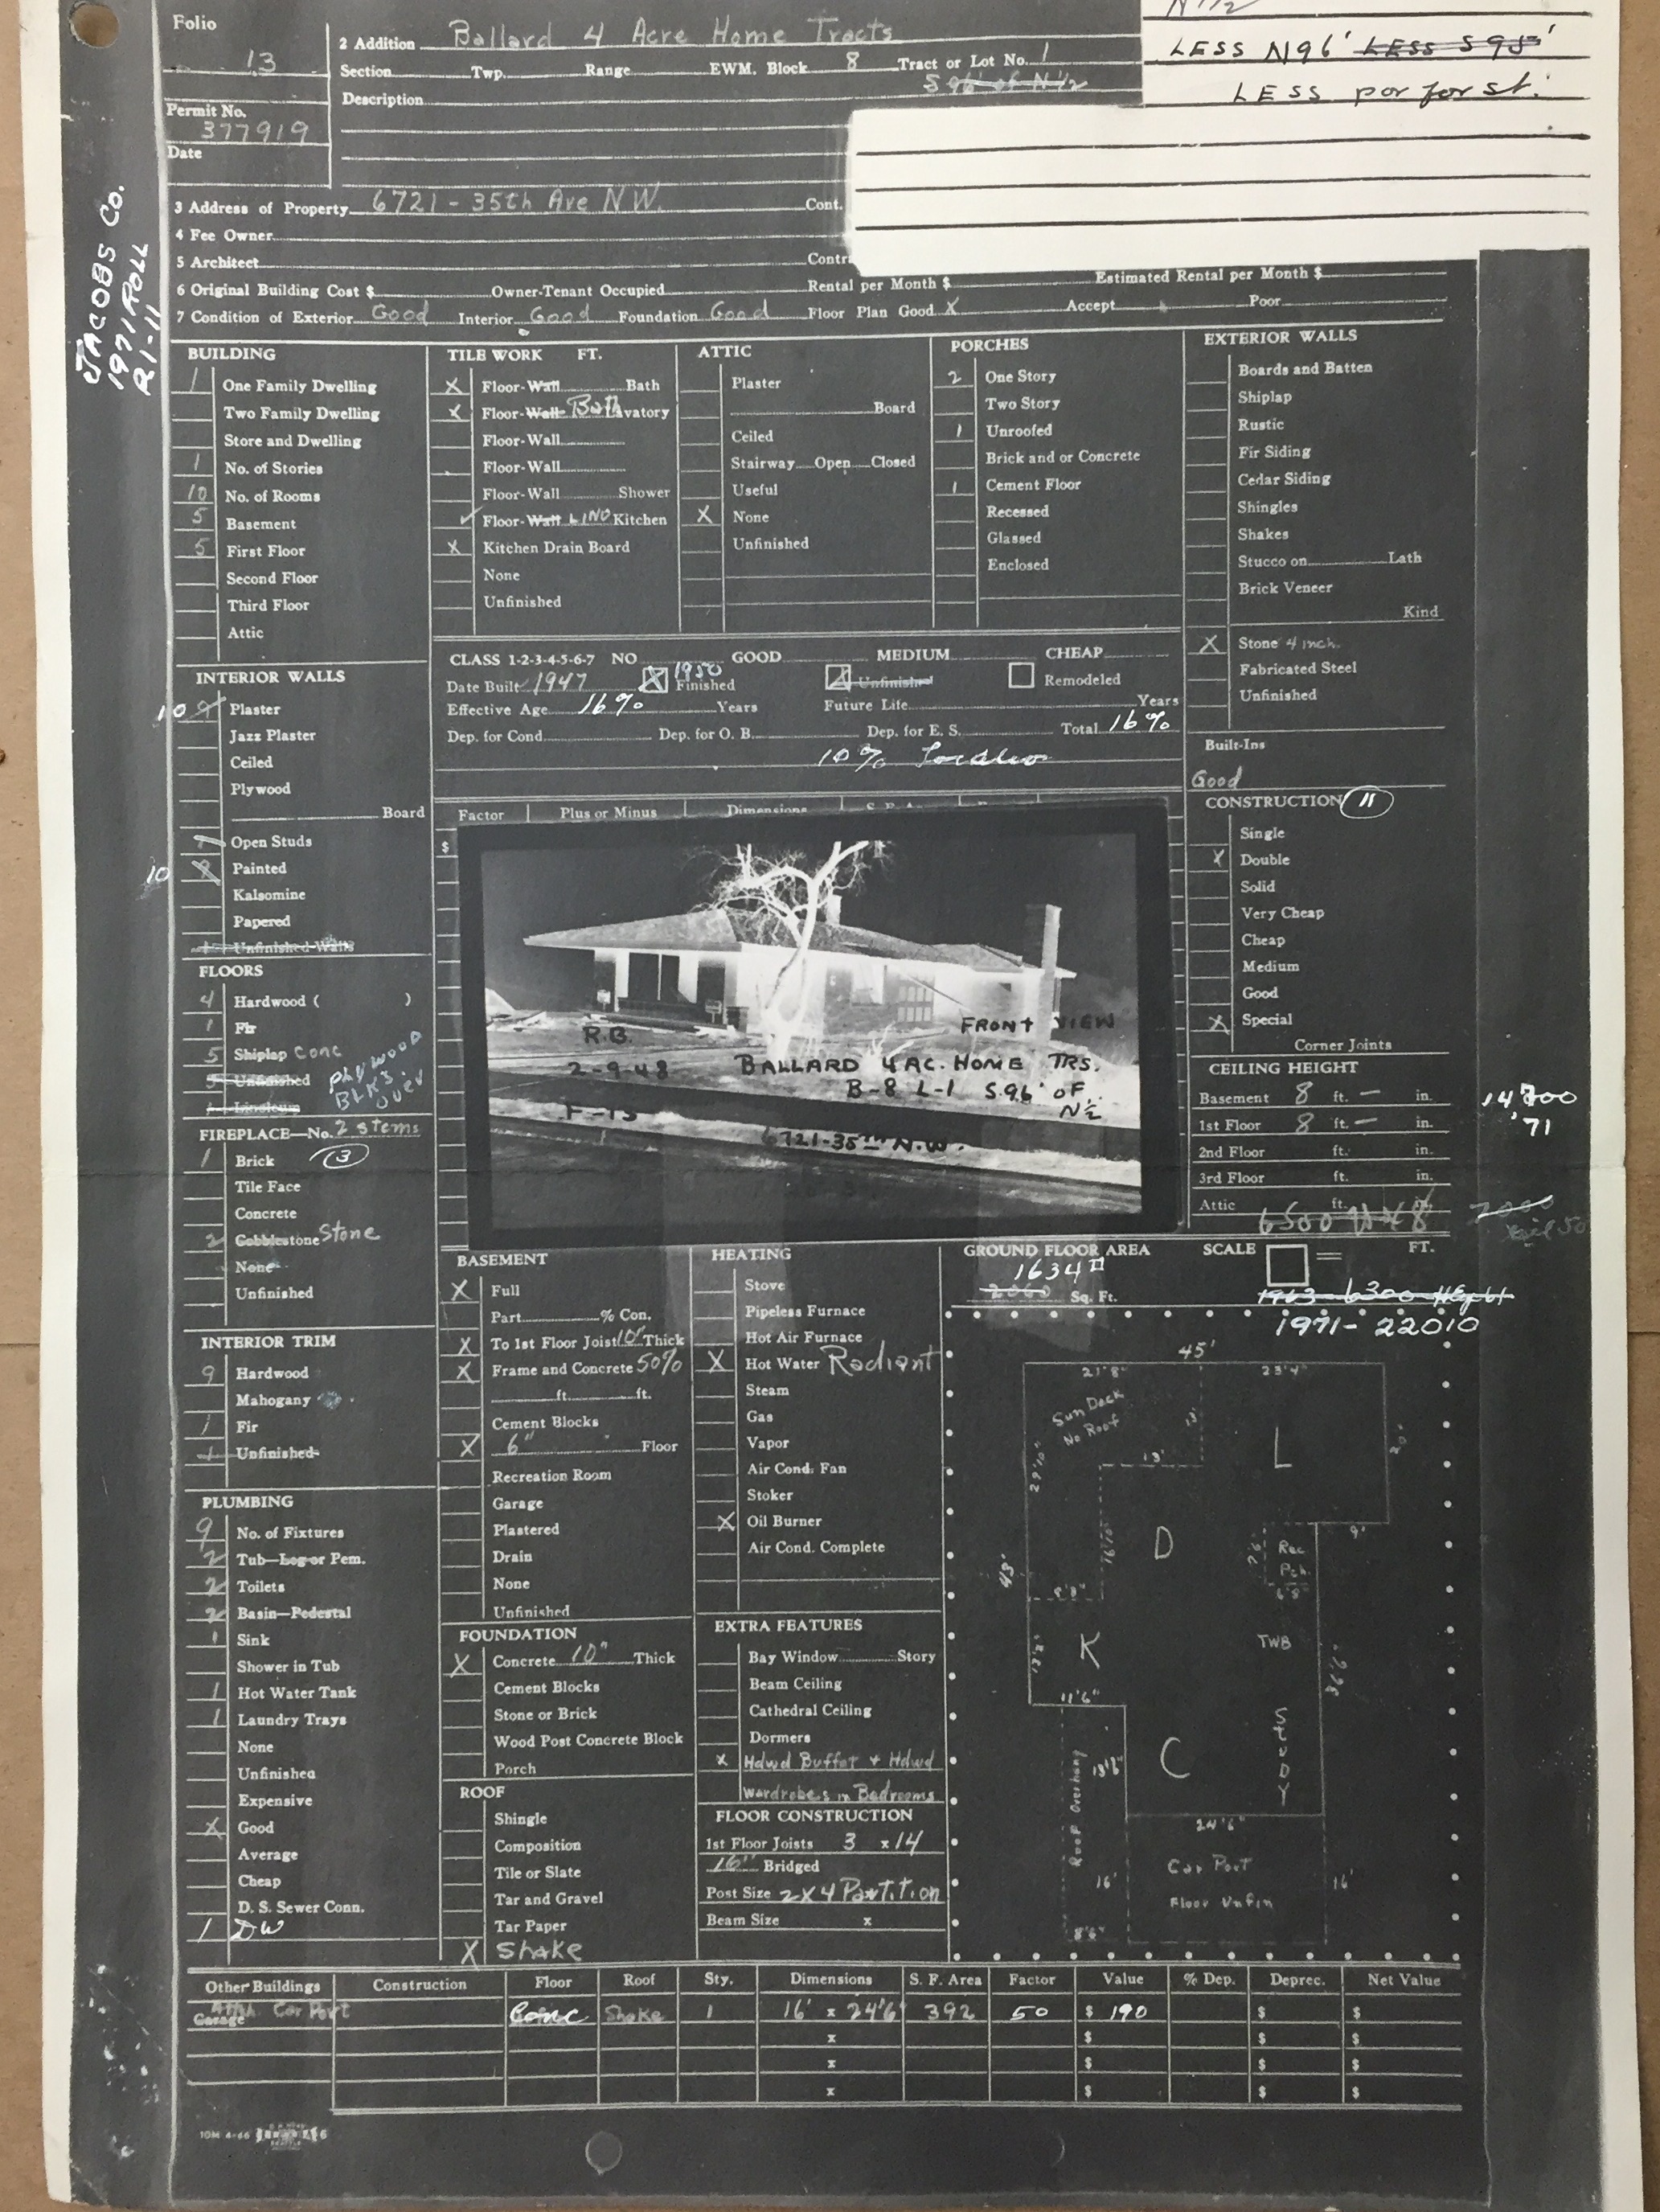 Folio
13
2 Addition Ballard 4 Acre Home Tracts
Section Twp. Range EWM. Block 8 Tract or Lot No. 1
S 96' of N½
Description
N 1/2
LESS N96' LESS S 95'
LESS por for st.
Permit No.
377919
Date
3 Address of Property 6721 - 35th Ave NW. Cont.
4 Fee Owner
5 Architect Contra
6 Original Building Cost $ Owner-Tenant Occupied Rental per Month $ Estimated Rental per Month $
7 Condition of Exterior Good Interior Good Foundation Good Floor Plan Good X Accept Poor
JACOBS Co.
1971 ROLL
R1-11
BUILDING
1 One Family Dwelling
Two Family Dwelling
Store and Dwelling
1 No. of Stories
10 No. of Rooms
5 Basement
5 First Floor
Second Floor
Third Floor
Attic
TILE WORK FT.
X Floor-Wall Bath
X Floor-Wall Bath Lavatory
Floor-Wall
Floor-Wall
Floor-Wall Shower
✓ Floor-Wall LINO Kitchen
X Kitchen Drain Board
None
Unfinished
ATTIC
Plaster
Board
Ceiled
Stairway Open Closed
Useful
X None
Unfinished
PORCHES
2 One Story
Two Story
1 Unroofed
Brick and or Concrete
1 Cement Floor
Recessed
Glassed
Enclosed
EXTERIOR WALLS
Boards and Batten
Shiplap
Rustic
Fir Siding
Cedar Siding
Shingles
Shakes
Stucco on Lath
Brick Veneer
Kind
X Stone 4 inch.
Fabricated Steel
Unfinished
Built-Ins
Good
CLASS 1-2-3-4-5-6-7 NO GOOD MEDIUM CHEAP
Date Built 1947 X 1950 Finished Unfinished Remodeled
Effective Age 16% Years Future Life Years
Dep. for Cond. Dep. for O. B. Dep. for E. S. Total 16%
10% Location
INTERIOR WALLS
10 9 Plaster
Jazz Plaster
Ceiled
Plywood
Board
Open Studs
10 Painted
Kalsomine
Papered
Unfinished Walls
Factor Plus or Minus Dimensions
$
R.B.
2-9-48
FRONT VIEW
BALLARD 4 AC. HOME TRS.
B-8 L-1 S.96' OF
N½
F-13
6721-35TH N.W.
CONSTRUCTION 11
Single
X Double
Solid
Very Cheap
Cheap
Medium
Good
X Special
Corner Joints
CEILING HEIGHT
Basement 8 ft. — in.
1st Floor 8 ft. — in.
2nd Floor ft. in.
3rd Floor ft. in.
Attic ft. in.
'71
7000
FLOORS
4 Hardwood ( )
1 Fir
5 Shiplap Conc
Unfinished
Linoleum
PLYWOOD
BLKS.
OVER
FIREPLACE—No. 2 stems
1 Brick 3
Tile Face
Concrete
2 Cobblestone Stone
None
Unfinished
INTERIOR TRIM
9 Hardwood
Mahogany
1 Fir
1 Unfinished
PLUMBING
9 No. of Fixtures
2 Tub—Leg or Pem.
2 Toilets
2 Basin—Pedestal
1 Sink
Shower in Tub
1 Hot Water Tank
1 Laundry Trays
None
Unfinished
Expensive
X Good
Average
Cheap
D. S. Sewer Conn.
1 DW
BASEMENT
X Full
Part % Con.
X To 1st Floor Joist 10" Thick
X Frame and Concrete 50%
ft. ft.
Cement Blocks
X 6" Floor
Recreation Room
Garage
Plastered
Drain
None
Unfinished
FOUNDATION
X Concrete 10" Thick
Cement Blocks
Stone or Brick
Wood Post Concrete Block
Porch
ROOF
Shingle
Composition
Tile or Slate
Tar and Gravel
Tar Paper
X Shake
HEATING
Stove
Pipeless Furnace
Hot Air Furnace
X Hot Water Radiant
Steam
Gas
Vapor
Air Cond. Fan
Stoker
X Oil Burner
Air Cond. Complete
EXTRA FEATURES
Bay Window Story
Beam Ceiling
Cathedral Ceiling
Dormers
X Hdwd Buffet + Hdwd
Wardrobes in Bedrooms
FLOOR CONSTRUCTION
1st Floor Joists 3 x 14
16" Bridged
Post Size 2x4 Partition
Beam Size x
GROUND FLOOR AREA SCALE = FT.
1634
2060 Sq. Ft.
1963 - 6300
1971- 22010
45'
21'8" 23'4"
Sun Deck
No Roof
13'
13'
29'10"
L
20'
9'
16'10"
D
Rec
Pch.
7'6"
6'8"
43'
8'8"
K
13'2"
TWB
36'6"
11'6"
STUDY
C
13'8"
Roof Overhang
24'6"
Car Port
Floor Unfin
16' 16'
8'6"
Other Buildings Construction Floor Roof Sty. Dimensions S. F. Area Factor Value % Dep. Deprec. Net Value
Garage Atth Car Port Conc Shake 1 16' x 24'6" 392 50 $ 190 $ $
x $ $ $
x $ $ $
x $ $ $
10M 4-46